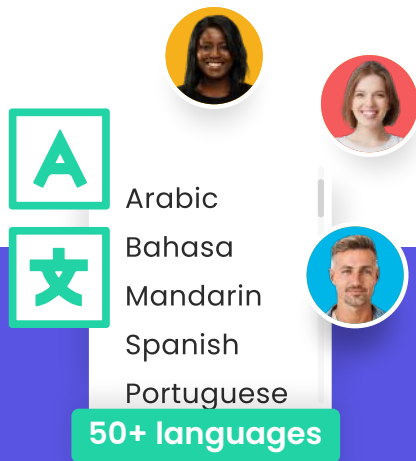 A
文
Arabic
Bahasa
Mandarin
Spanish
Portuguese
50+ languages